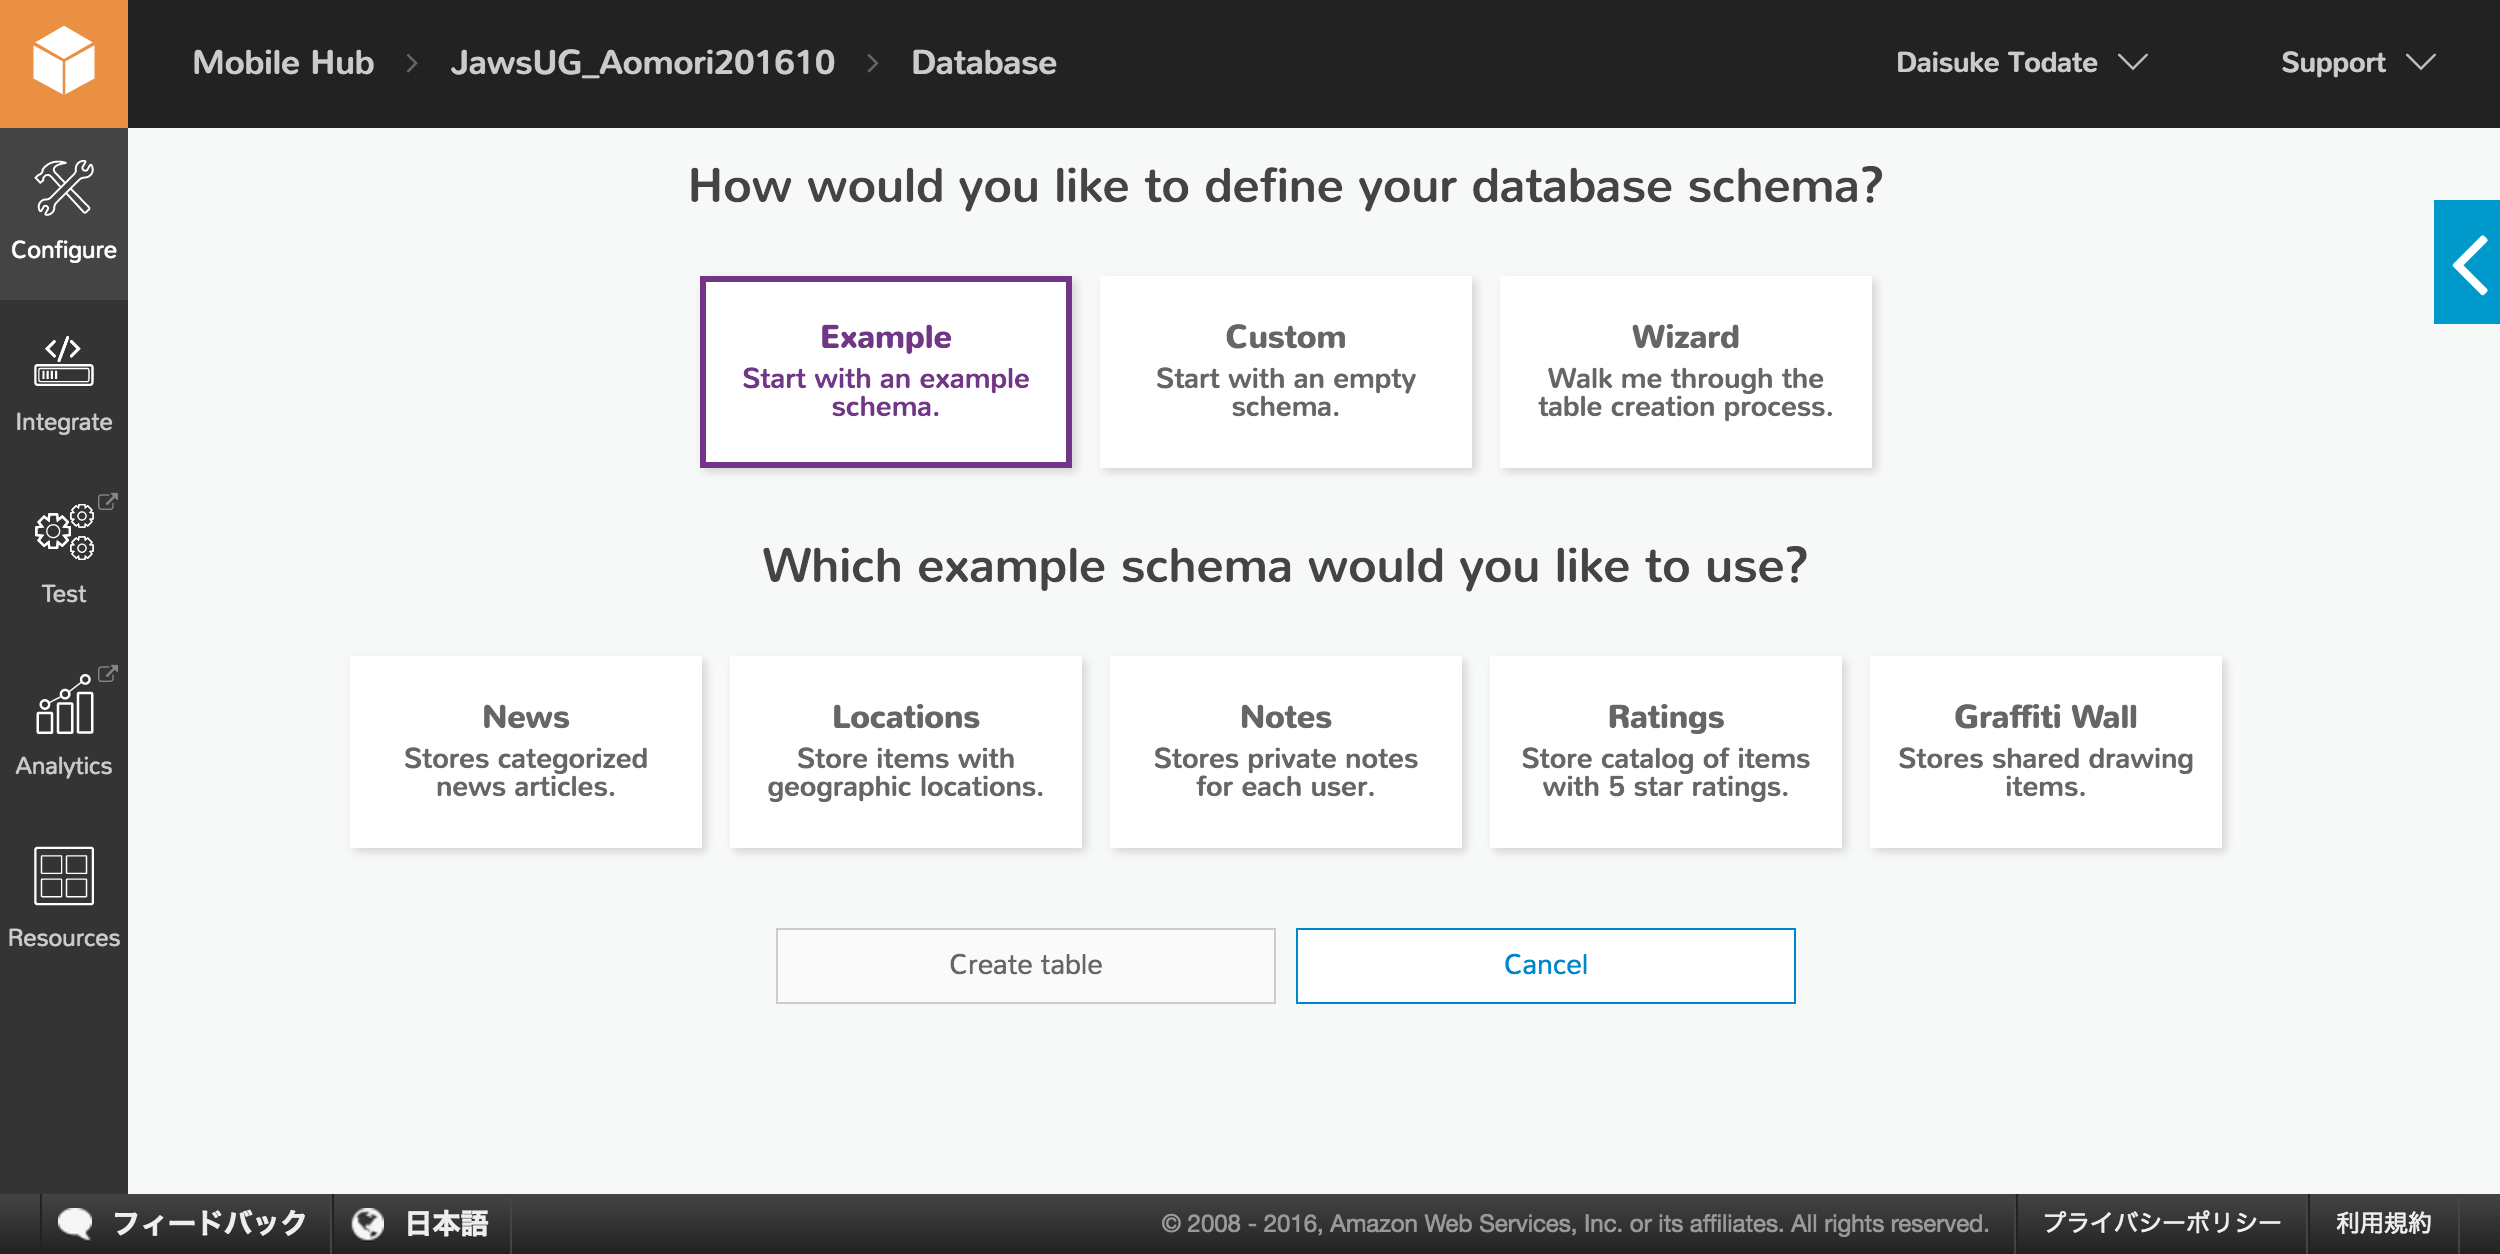 Mobile Hub > JawsUG_Aomori201610 > Database
Daisuke Todate
Support
Configure
Integrate
Test
Analytics
Resources
How would you like to define your database schema?
Example
Start with an example
schema.
Custom
Start with an empty
schema.
Wizard
Walk me through the
table creation process.
Which example schema would you like to use?
News
Stores categorized
news articles.
Locations
Store items with
geographic locations.
Notes
Stores private notes
for each user.
Ratings
Store catalog of items
with 5 star ratings.
Graffiti Wall
Stores shared drawing
items.
Create table
Cancel
フィードバック
日本語
© 2008 - 2016, Amazon Web Services, Inc. or its affiliates. All rights reserved.
プライバシーポリシー
利用規約